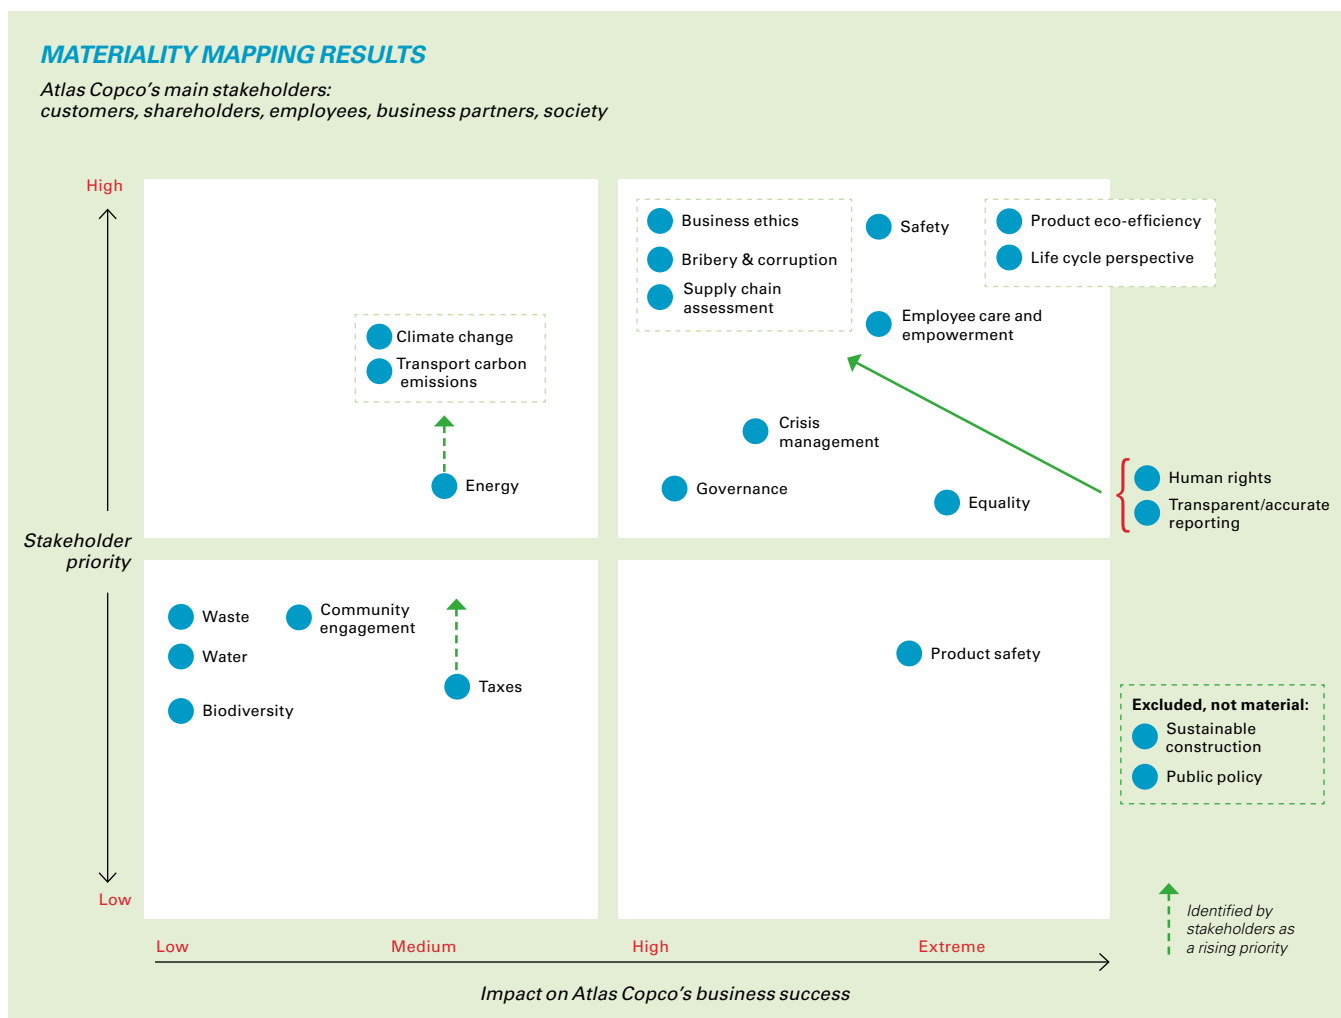 MATERIALITY MAPPING RESULTS
Atlas Copco's main stakeholders:
customers, shareholders, employees, business partners, society
High
Business ethics
Bribery & corruption
Supply chain
assessment
Safety
Product eco-efficiency
Life cycle perspective
Employee care and
empowerment
Climate change
Transport carbon
emissions
Crisis
management
Energy
Governance
Equality
Human rights
Transparent/accurate
reporting
Stakeholder
priority
Waste
Community
engagement
Water
Taxes
Biodiversity
Product safety
Excluded, not material:
Sustainable
construction
Public policy
Low
Identified by
stakeholders as
a rising priority
Low
Medium
High
Extreme
Impact on Atlas Copco's business success